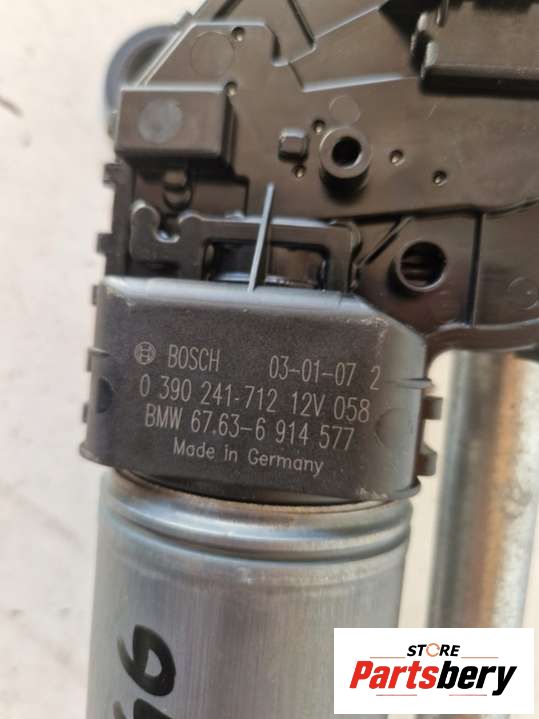 BOSCH 03-01-07 2
0 390 241-712 12V 058
BMW 67.63-6 914 577
Made in Germany
STORE
Partsbery